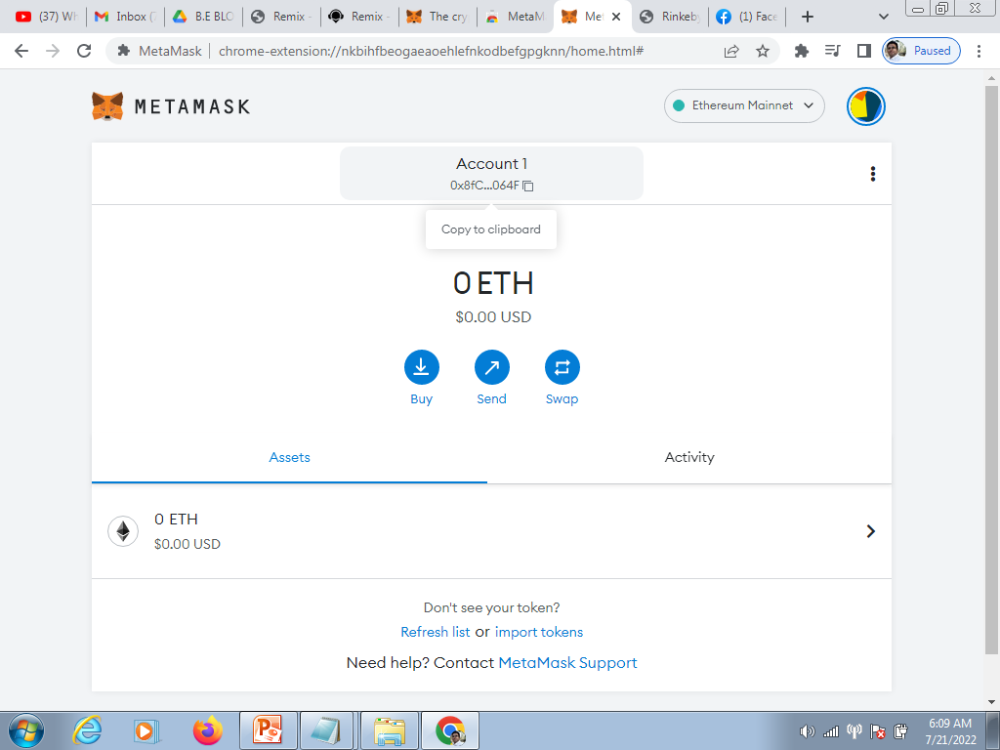 (37) Wh
Inbox (7
B.E BLO
Remix -
Remix -
The cry
MetaM
Met
Rinkeby
(1) Face
MetaMask
chrome-extension://nkbihfbeogaeaoehlefnkodbefgpgknn/home.html#
Paused
METAMASK
Ethereum Mainnet
Account 1
0x8fC...064F
Copy to clipboard
0 ETH
$0.00 USD
Buy
Send
Swap
Assets
Activity
0 ETH
$0.00 USD
Don't see your token?
Refresh list or import tokens
Need help? Contact MetaMask Support
6:09 AM
7/21/2022